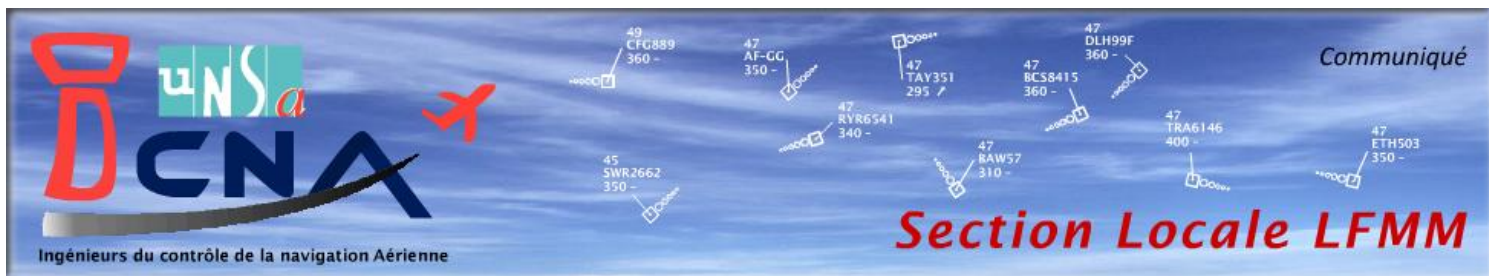 UNSa
ICNA
Ingénieurs du contrôle de la navigation Aérienne
49
CFG889
360 –
47
AF-GG
350 –
47
TAY351
295 ↗
47
BCS8415
360 –
47
DLH99F
360 –
Communiqué
47
RYR6541
340 –
45
SWR2662
350 –
47
BAW57
310 –
47
TRA6146
400 –
47
ETH503
350 –
Section Locale LFMM